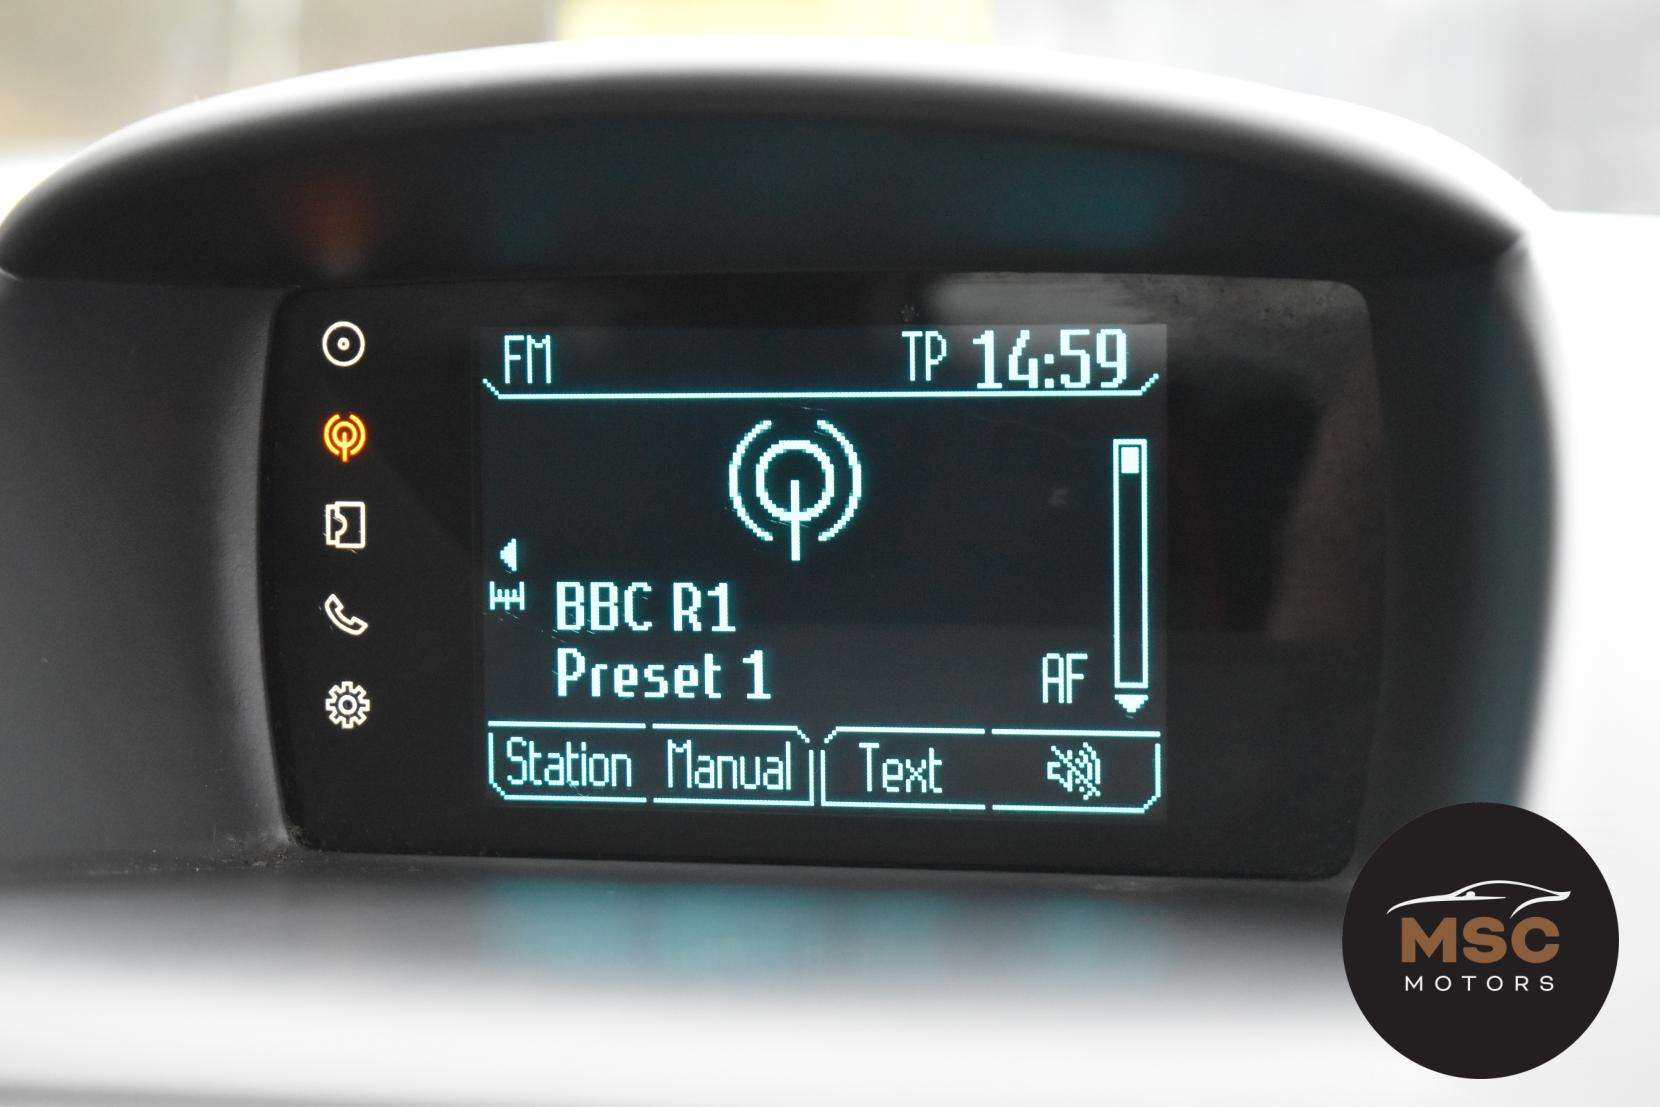 FM TP 14:59
BBC R1
Preset 1 AF
Station Manual Text
MSC
MOTORS